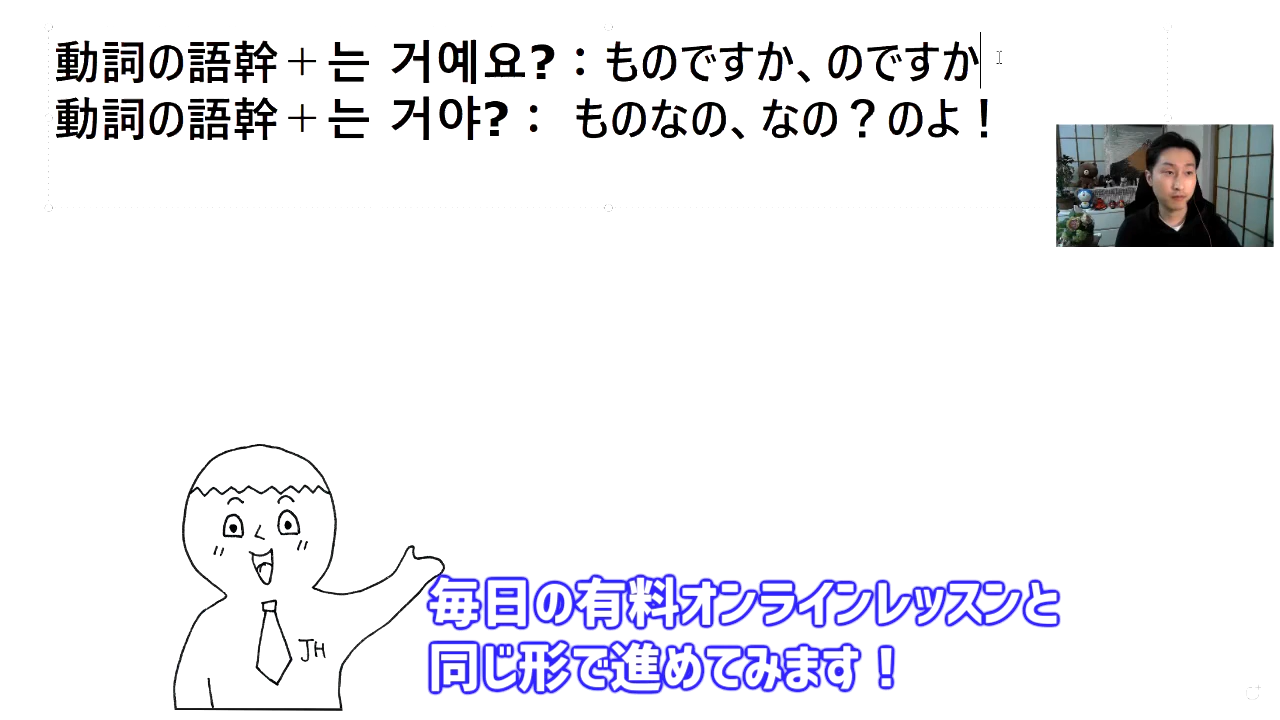 動詞の語幹＋는 거예요?：ものですか、のですか
動詞の語幹＋는 거야?： ものなの、なの？のよ！
JH
毎日の有料オンラインレッスンと
同じ形で進めてみます！